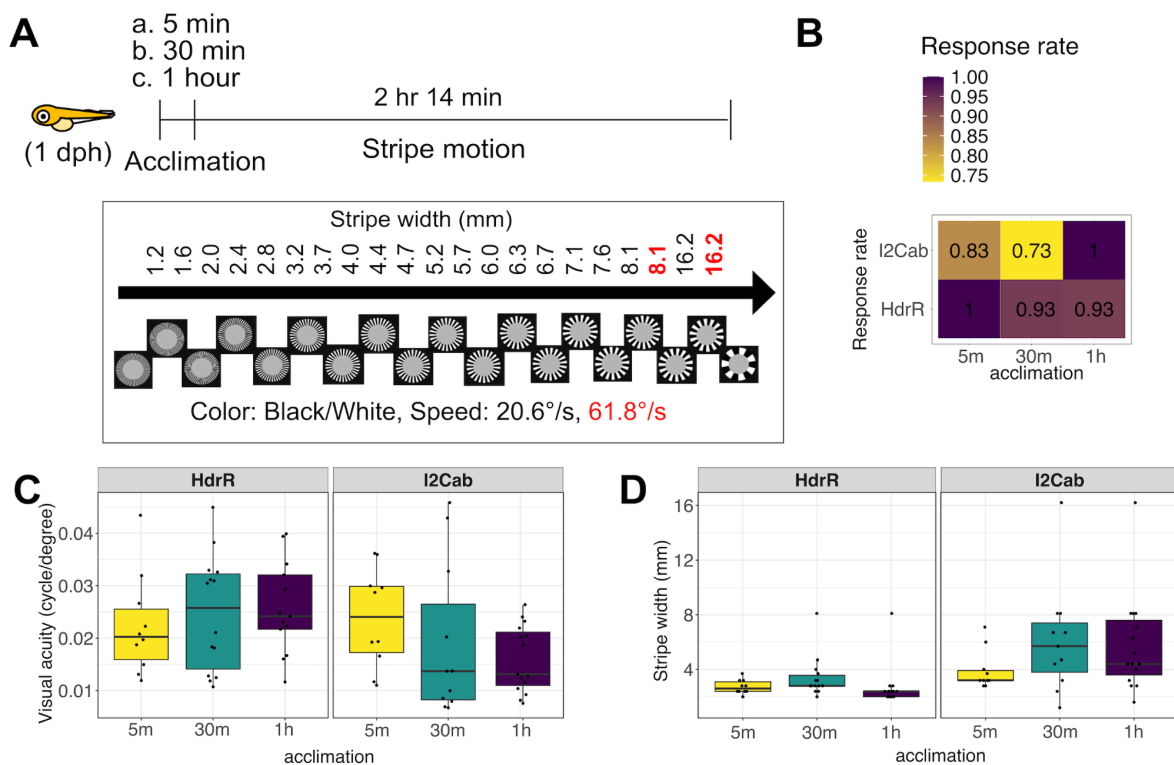 A
a. 5 min
b. 30 min
c. 1 hour
2 hr 14 min
(1 dph)
Acclimation
Stripe motion
Stripe width (mm)
1.2 1.6 2.0 2.4 2.8 3.2 3.7 4.0 4.4 4.7 5.2 5.7 6.0 6.3 6.7 7.1 7.6 8.1 8.1 16.2 16.2
Color: Black/White, Speed: 20.6°/s, 61.8°/s
B
Response rate
1.00
0.95
0.90
0.85
0.80
0.75
Response rate
I2Cab
0.83 0.73 1
HdrR
1 0.93 0.93
5m 30m 1h
acclimation
C
HdrR I2Cab
Visual acuity (cycle/degree)
0.04
0.03
0.02
0.01
5m 30m 1h 5m 30m 1h
acclimation
D
HdrR I2Cab
Stripe width (mm)
16
12
8
4
5m 30m 1h 5m 30m 1h
acclimation